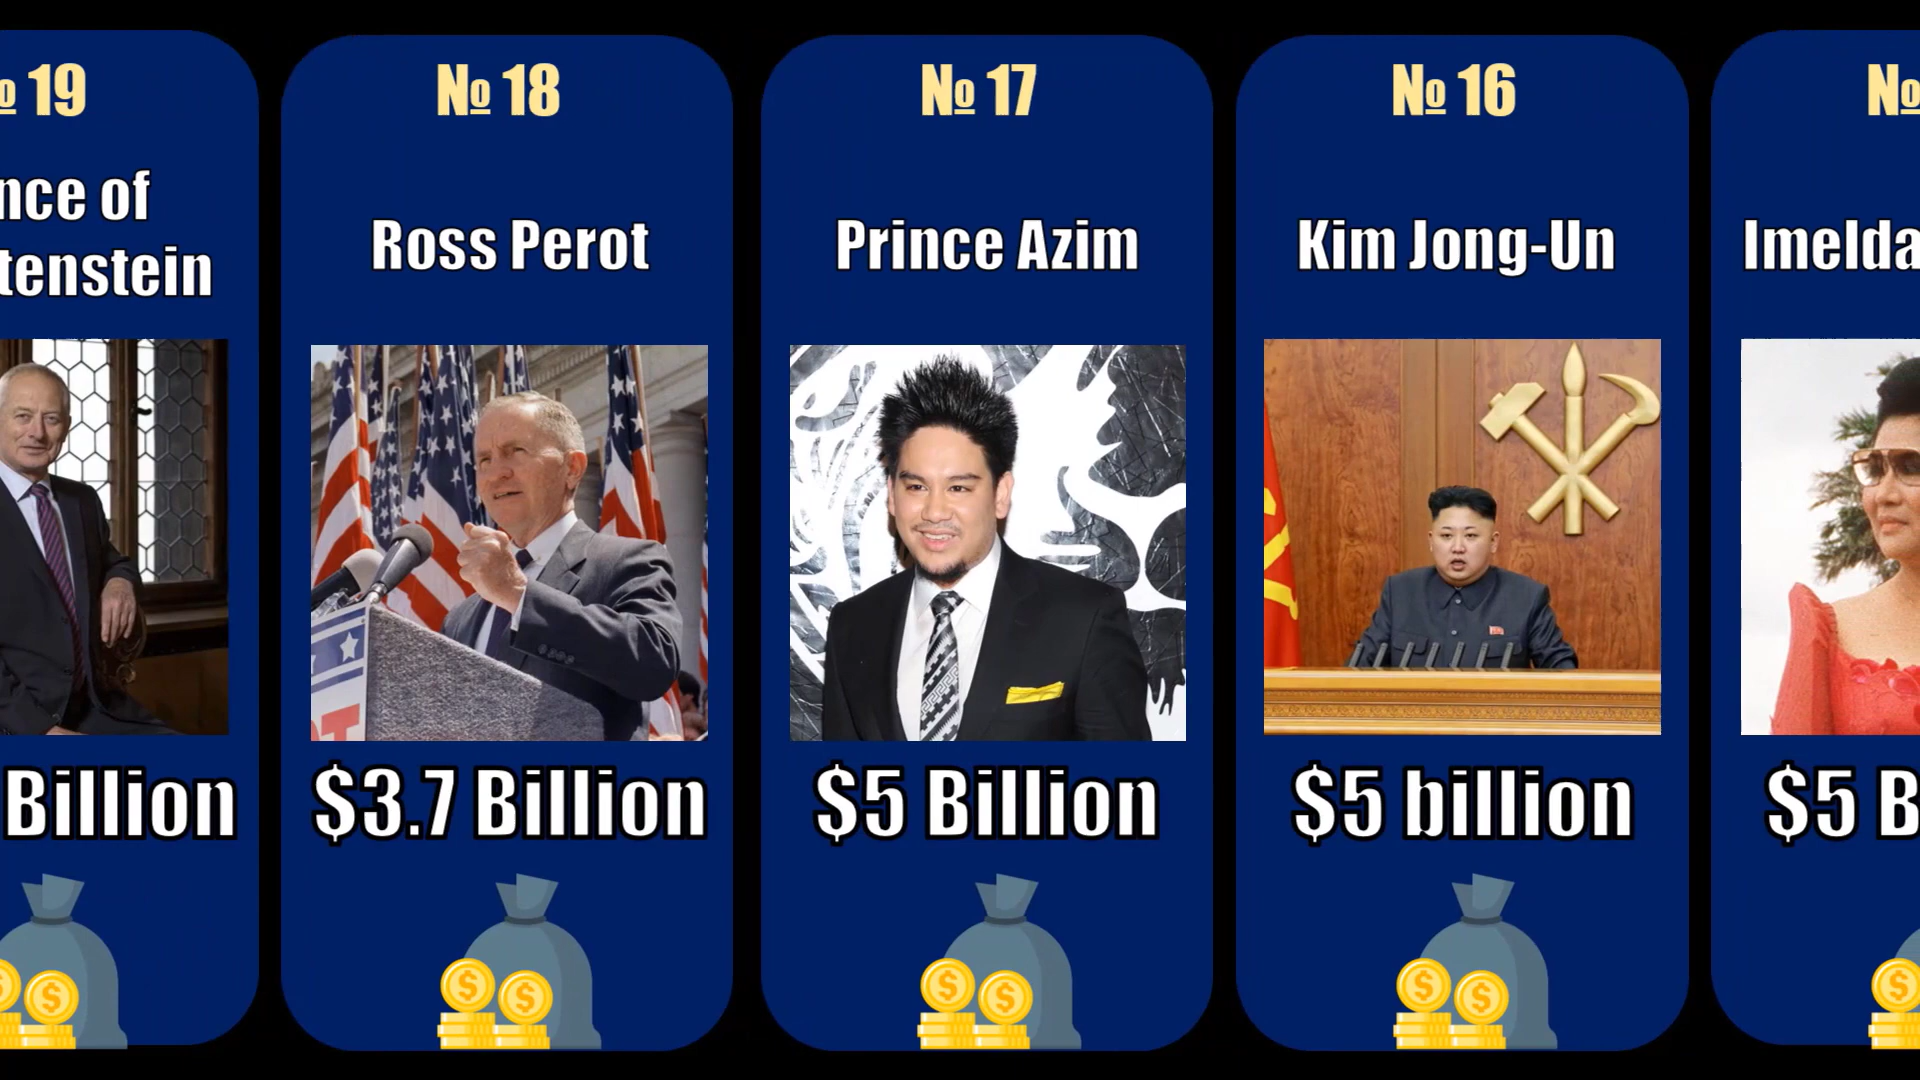 № 19
nce of
tenstein
Billion
№ 18
Ross Perot
$3.7 Billion
№ 17
Prince Azim
$5 Billion
№ 16
Kim Jong-Un
$5 billion
№
Imelda
$5 B